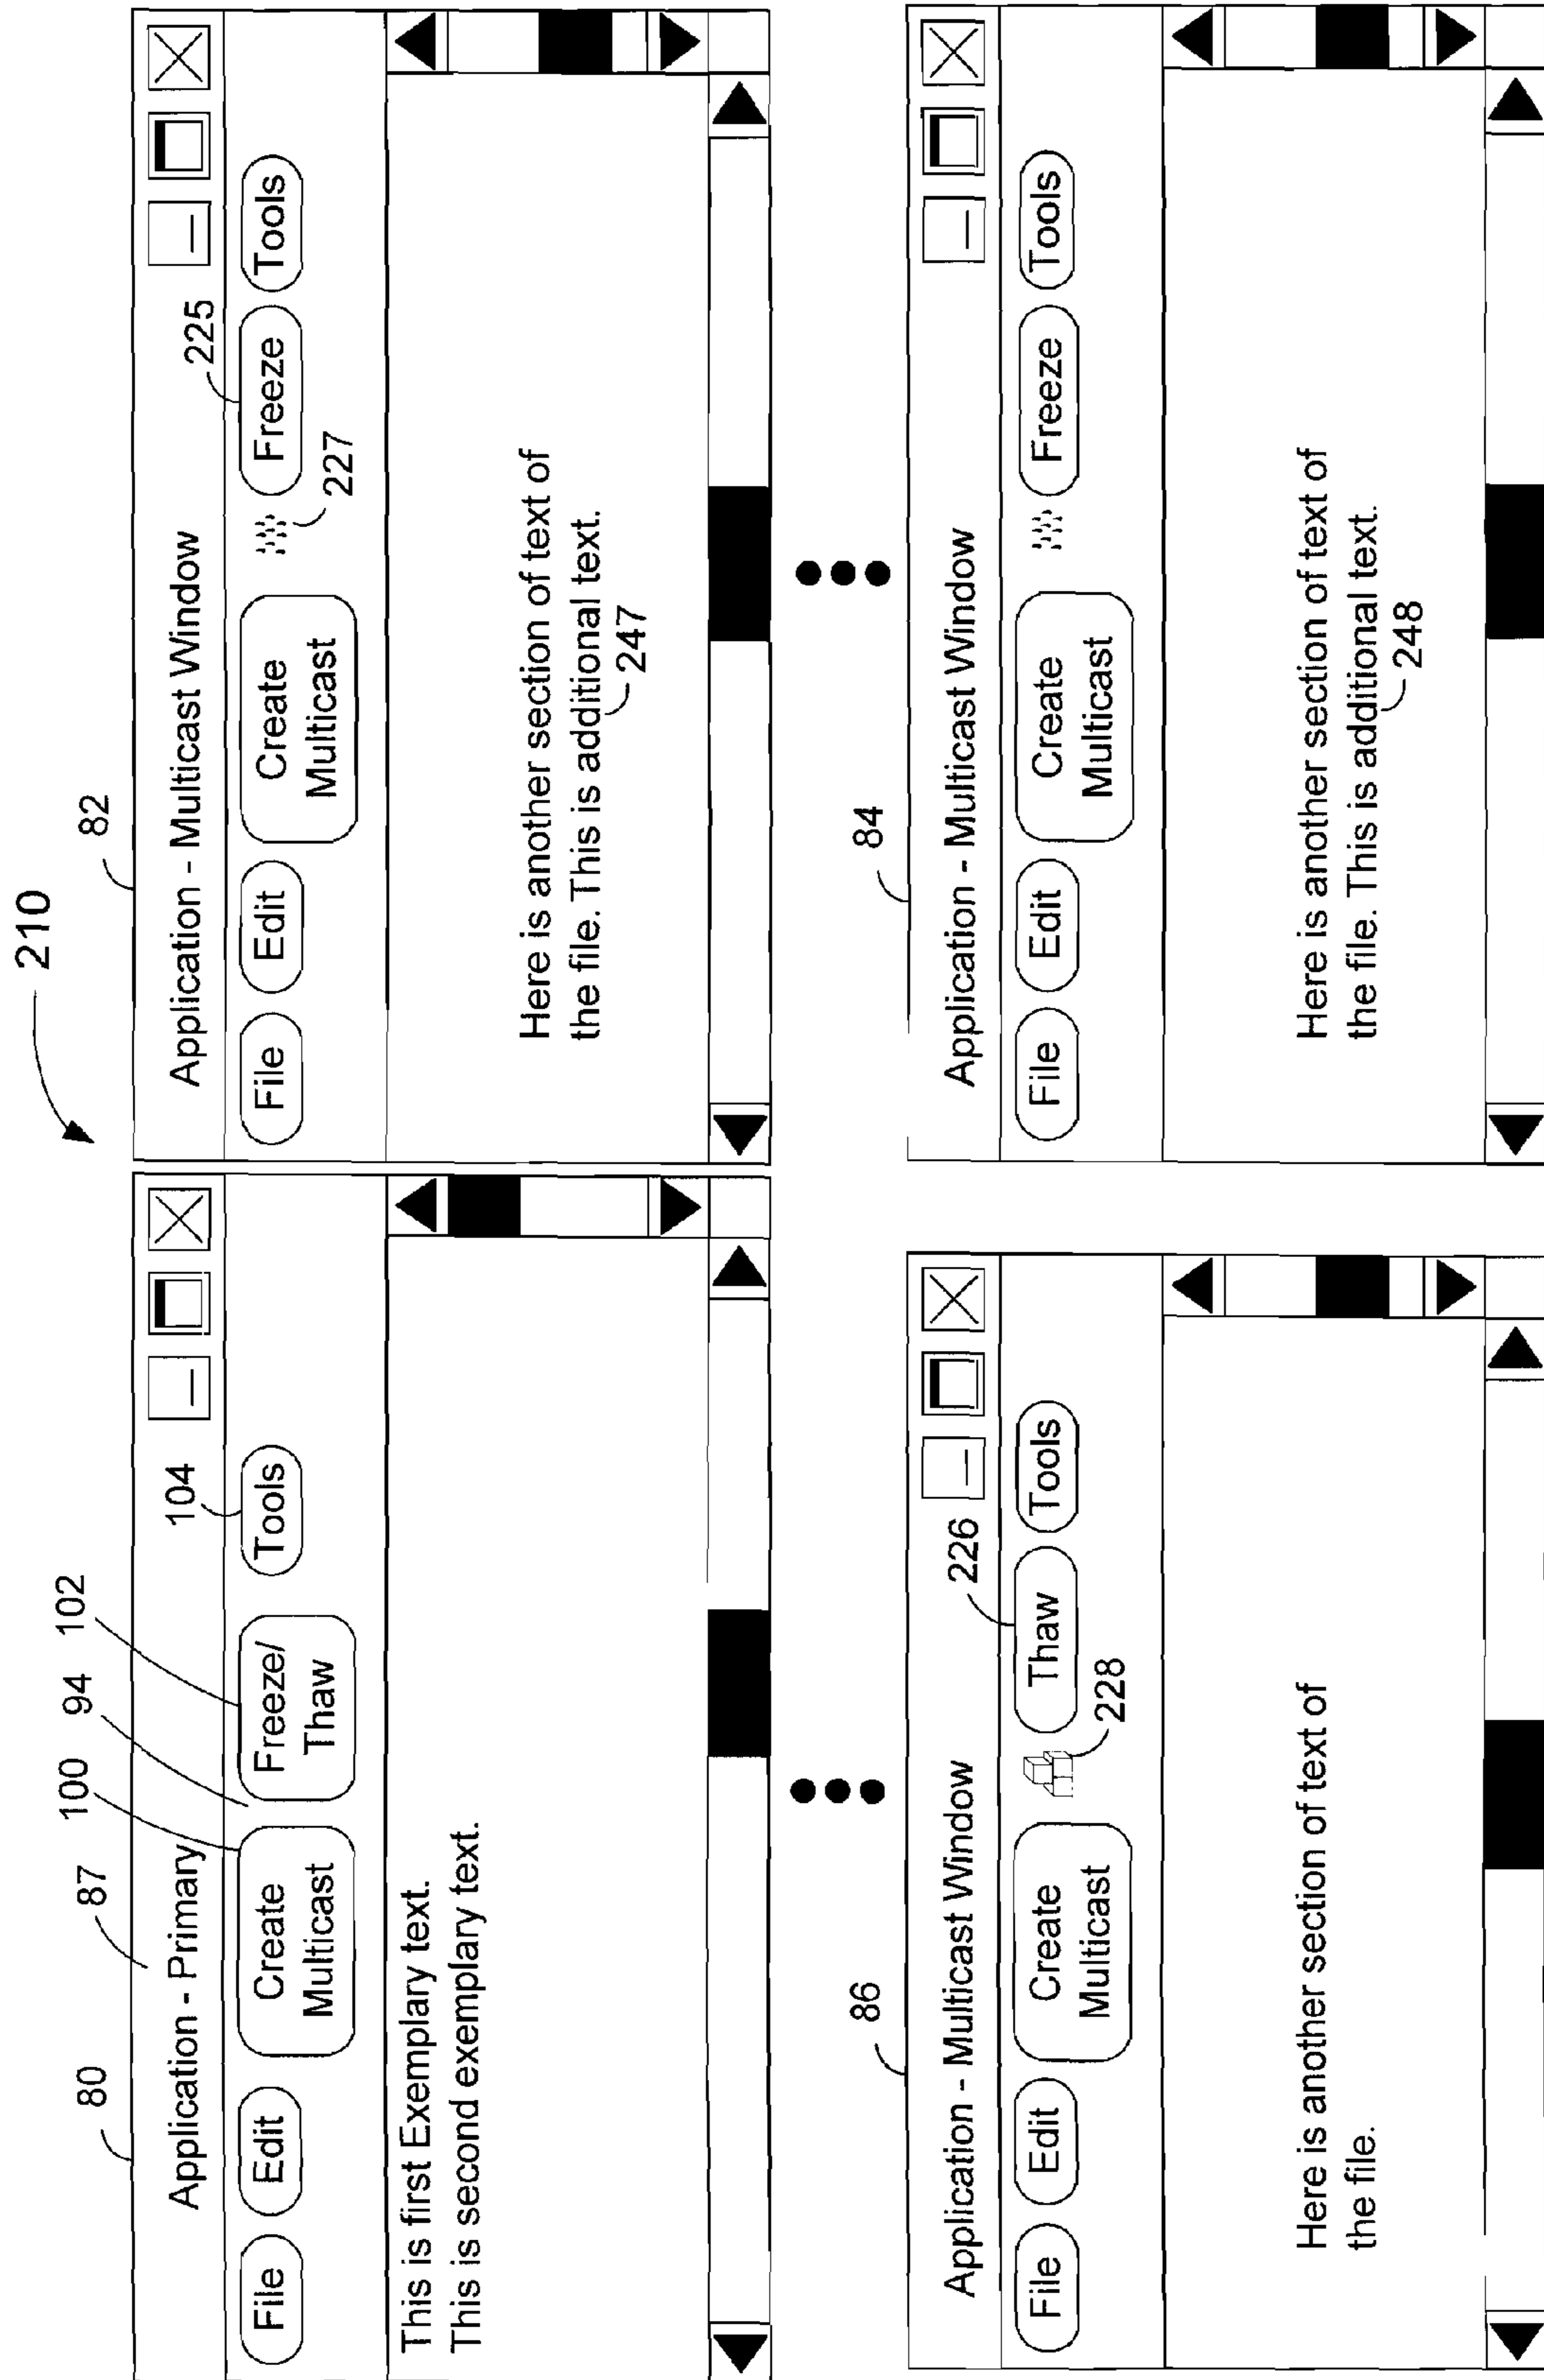 210
80
87
100
94
102
104
Application - Primary
File
Edit
Create
Multicast
Freeze/
Thaw
Tools
This is first Exemplary text.
This is second exemplary text.
82
Application - Multicast Window
225
File
Edit
Create
Multicast
Freeze
Tools
227
Here is another section of text of
the file. This is additional text.
247
86
Application - Multicast Window
226
File
Edit
Create
Multicast
Thaw
Tools
228
Here is another section of text of
the file.
84
Application - Multicast Window
File
Edit
Create
Multicast
Freeze
Tools
Here is another section of text of
the file. This is additional text.
248